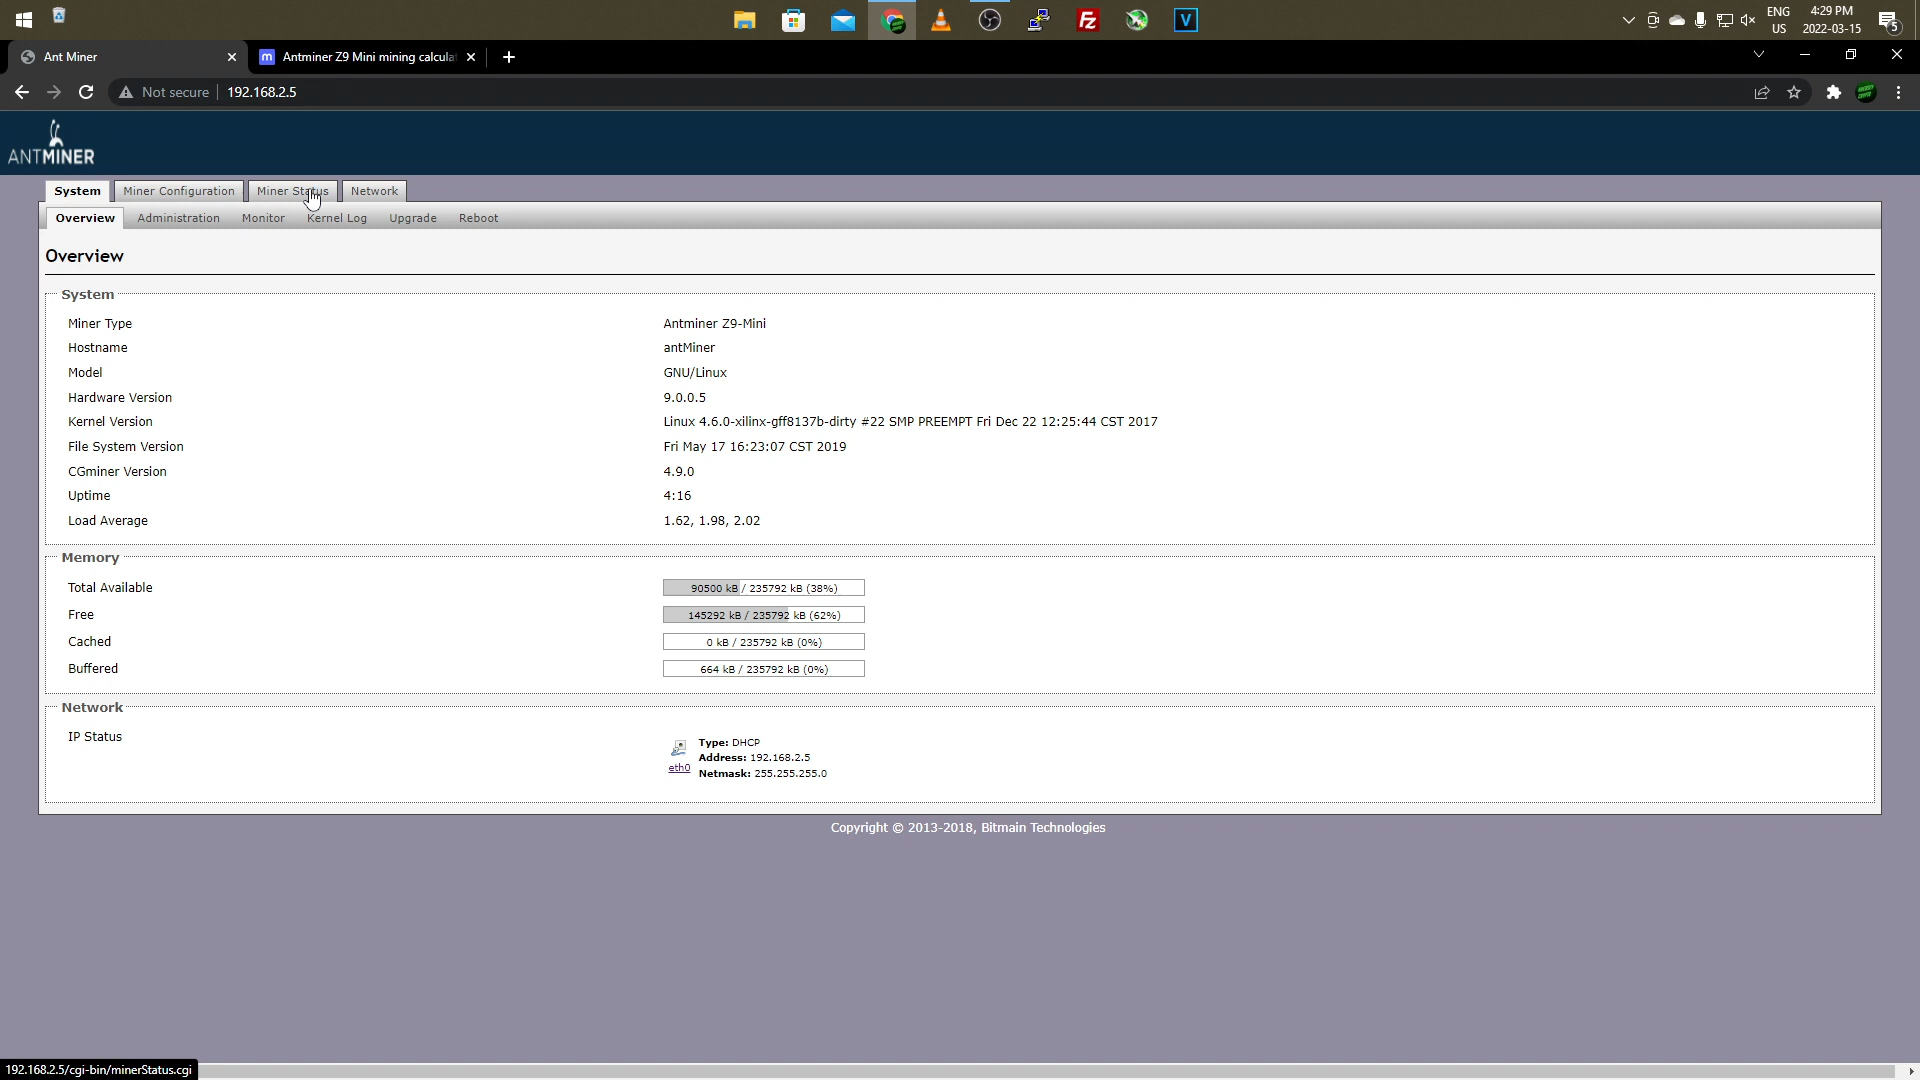 ENG
US
4:29 PM
2022-03-15
5
Ant Miner
Antminer Z9 Mini mining calcula
Not secure
192.168.2.5
ANTMINER
System
Miner Configuration
Miner Status
Network
Overview
Administration
Monitor
Kernel Log
Upgrade
Reboot
Overview
System
Miner Type
Antminer Z9-Mini
Hostname
antMiner
Model
GNU/Linux
Hardware Version
9.0.0.5
Kernel Version
Linux 4.6.0-xilinx-gff8137b-dirty #22 SMP PREEMPT Fri Dec 22 12:25:44 CST 2017
File System Version
Fri May 17 16:23:07 CST 2019
CGminer Version
4.9.0
Uptime
4:16
Load Average
1.62, 1.98, 2.02
Memory
Total Available
90500 kB / 235792 kB (38%)
Free
145292 kB / 235792 kB (62%)
Cached
0 kB / 235792 kB (0%)
Buffered
664 kB / 235792 kB (0%)
Network
IP Status
eth0
Type: DHCP
Address: 192.168.2.5
Netmask: 255.255.255.0
Copyright © 2013-2018, Bitmain Technologies
192.168.2.5/cgi-bin/minerStatus.cgi